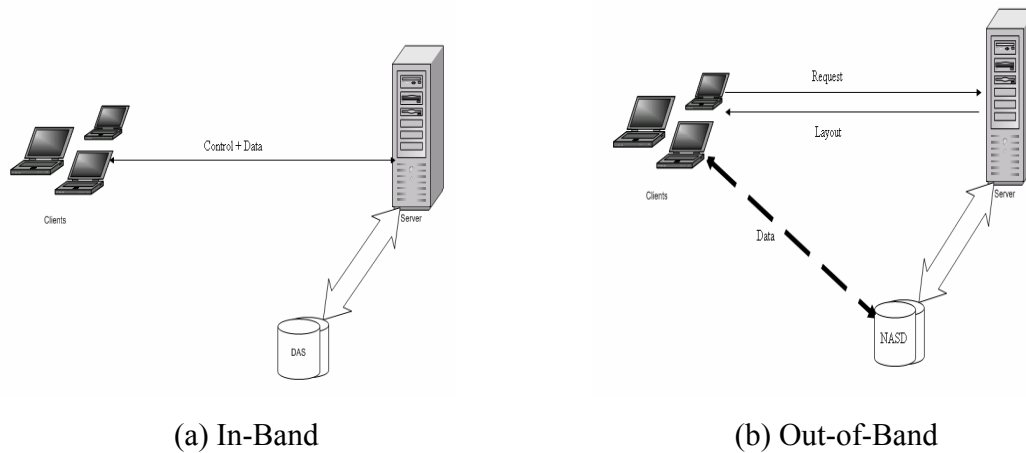 Control + Data
Clients
Server
DAS
(a) In-Band
Request
Layout
Clients
Server
Data
NASD
(b) Out-of-Band